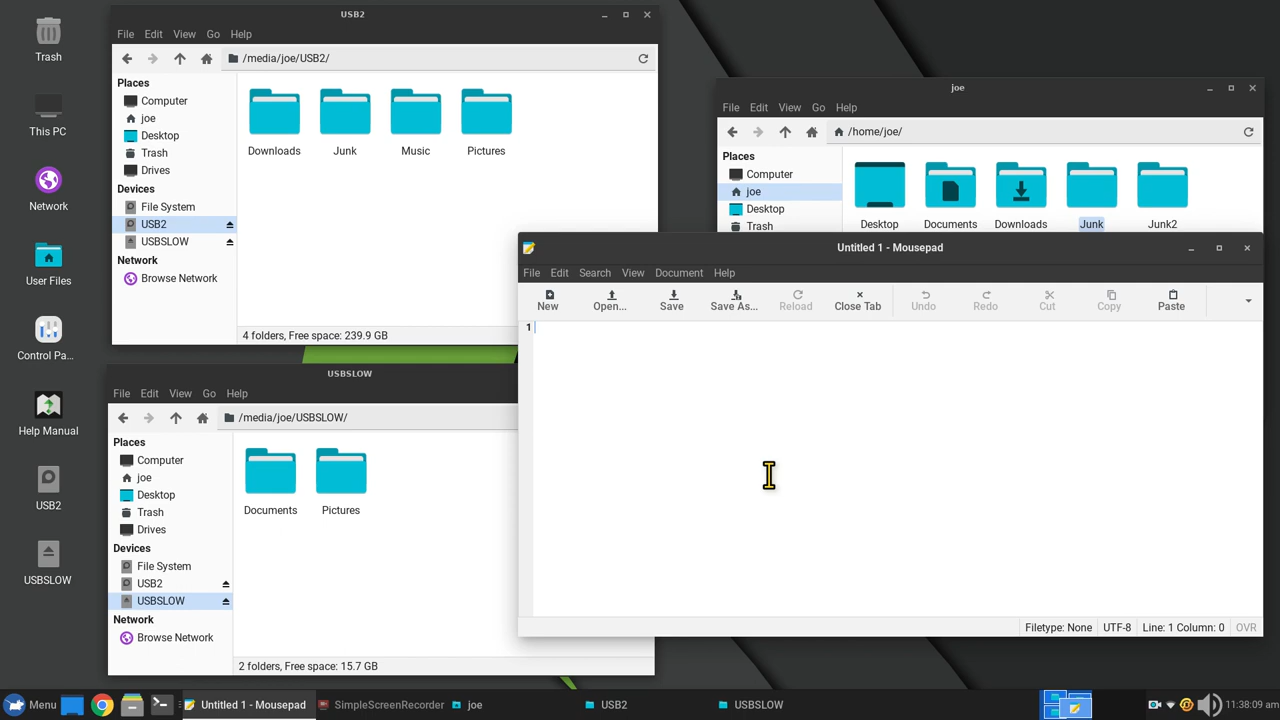 Trash
This PC
Network
User Files
Control Pa...
Help Manual
USB2
USBSLOW
USB2
File Edit View Go Help
/media/joe/USB2/
Places
Computer
joe
Desktop
Trash
Drives
Devices
File System
USB2
USBSLOW
Network
Browse Network
Downloads Junk Music Pictures
4 folders, Free space: 239.9 GB
joe
File Edit View Go Help
/home/joe/
Places
Computer
joe
Desktop
Trash
Desktop Documents Downloads Junk Junk2
USBSLOW
File Edit View Go Help
/media/joe/USBSLOW/
Places
Computer
joe
Desktop
Trash
Drives
Devices
File System
USB2
USBSLOW
Network
Browse Network
Documents Pictures
2 folders, Free space: 15.7 GB
Untitled 1 - Mousepad
File Edit Search View Document Help
New Open... Save Save As... Reload Close Tab Undo Redo Cut Copy Paste
1
Filetype: None UTF-8 Line: 1 Column: 0 OVR
Menu Untitled 1 - Mousepad SimpleScreenRecorder joe USB2 USBSLOW 11:38:09 am